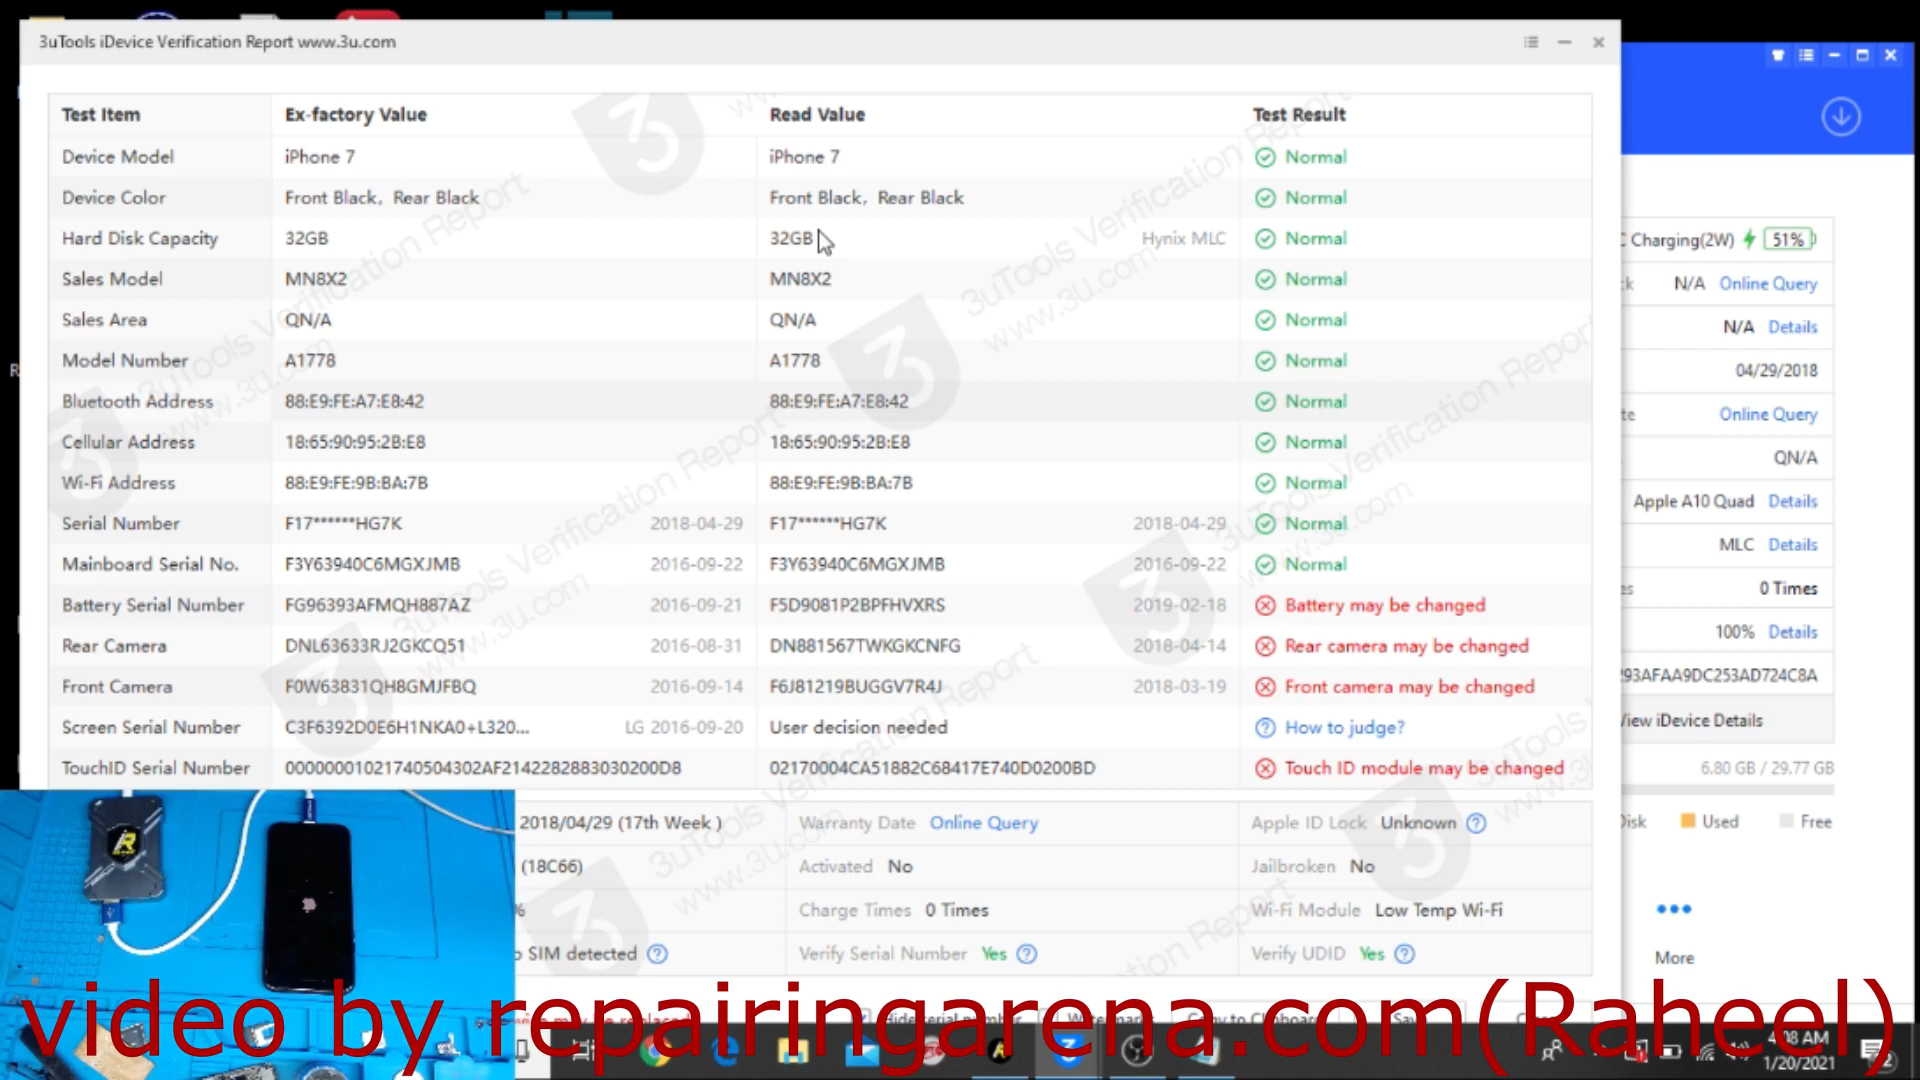 3uTools iDevice Verification Report www.3u.com
Test Item Ex-factory Value Read Value Test Result
Device Model iPhone 7 iPhone 7 Normal
Device Color Front Black, Rear Black Front Black, Rear Black Normal
Hard Disk Capacity 32GB 32GB Hynix MLC Normal
Sales Model MN8X2 MN8X2 Normal
Sales Area QN/A QN/A Normal
Model Number A1778 A1778 Normal
Bluetooth Address 88:E9:FE:A7:E8:42 88:E9:FE:A7:E8:42 Normal
Cellular Address 18:65:90:95:2B:E8 18:65:90:95:2B:E8 Normal
Wi-Fi Address 88:E9:FE:9B:BA:7B 88:E9:FE:9B:BA:7B Normal
Serial Number F17******HG7K 2018-04-29 F17******HG7K 2018-04-29 Normal
Mainboard Serial No. F3Y63940C6MGXJMB 2016-09-22 F3Y63940C6MGXJMB 2016-09-22 Normal
Battery Serial Number FG96393AFMQH887AZ 2016-09-21 F5D9081P2BPFHVXRS 2019-02-18 Battery may be changed
Rear Camera DNL63633RJ2GKCQ51 2016-08-31 DN881567TWKGKCNFG 2018-04-14 Rear camera may be changed
Front Camera F0W63831QH8GMJFBQ 2016-09-14 F6J81219BUGGV7R4J 2018-03-19 Front camera may be changed
Screen Serial Number C3F6392D0E6H1NKA0+L320... LG 2016-09-20 User decision needed How to judge?
TouchID Serial Number 00000001021740504302AF2142282883030200D8 02170004CA51882C68417E740D0200BD Touch ID module may be changed
2018/04/29 (17th Week ) Warranty Date Online Query Apple ID Lock Unknown
(18C66) Activated No Jailbroken No
% Charge Times 0 Times Wi-Fi Module Low Temp Wi-Fi
SIM detected Verify Serial Number Yes Verify UDID Yes
Charging(2W) 51%
N/A Online Query
N/A Details
04/29/2018
Online Query
QN/A
Apple A10 Quad Details
MLC Details
0 Times
100% Details
93AFAA9DC253AD724C8A
View iDevice Details
6.80 GB / 29.77 GB
Disk Used Free
More
Hide serial number Watermark Copy to Clipboard
video by repairingarena.com(Raheel)
4:08 AM
1/20/2021